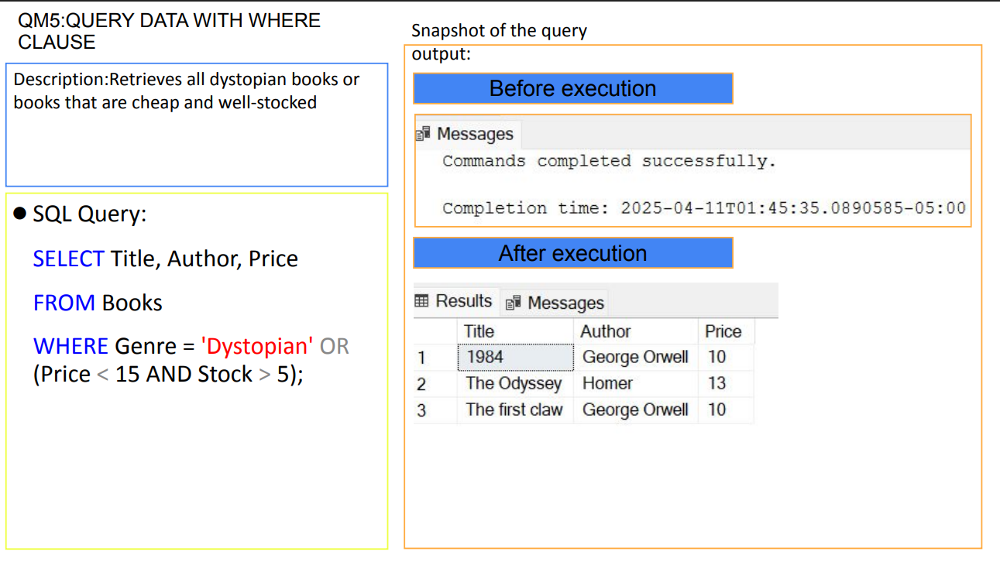 QM5:QUERY DATA WITH WHERE
CLAUSE
Description:Retrieves all dystopian books or
books that are cheap and well-stocked
● SQL Query:
SELECT Title, Author, Price
FROM Books
WHERE Genre = 'Dystopian' OR
(Price < 15 AND Stock > 5);
Snapshot of the query
output:
Before execution
Messages
Commands completed successfully.
Completion time: 2025-04-11T01:45:35.0890585-05:00
After execution
Results Messages
Title Author Price
1 1984 George Orwell 10
2 The Odyssey Homer 13
3 The first claw George Orwell 10